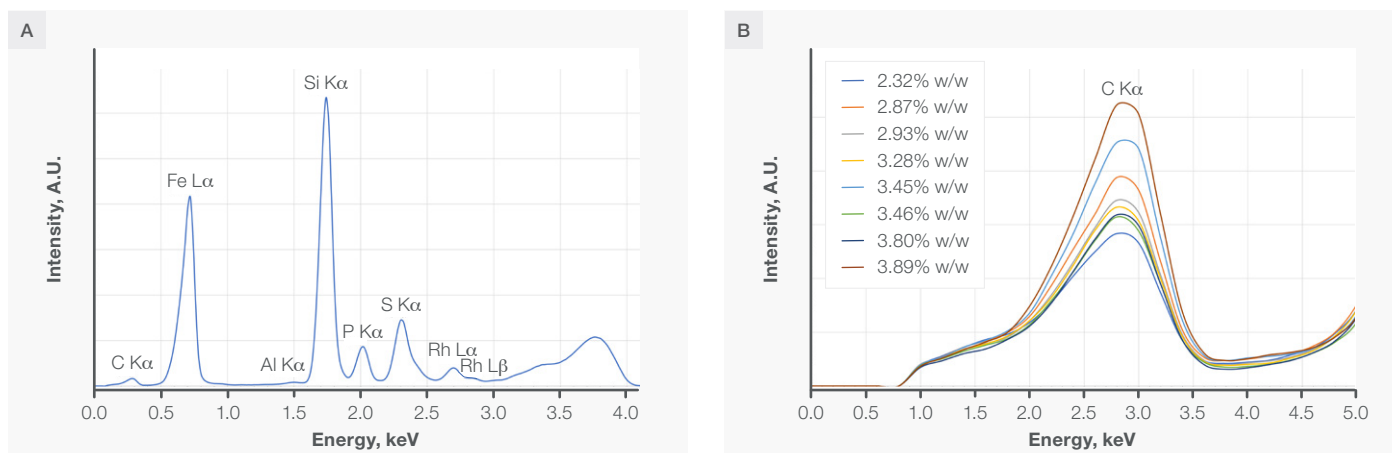 A
Intensity, A.U.
Si Kα
Fe Lα
S Kα
P Kα
Rh Lα
C Kα
Al Kα
Rh Lβ
0.0 0.5 1.0 1.5 2.0 2.5 3.0 3.5 4.0
Energy, keV
B
Intensity, A.U.
2.32% w/w
2.87% w/w
2.93% w/w
3.28% w/w
3.45% w/w
3.46% w/w
3.80% w/w
3.89% w/w
C Kα
0.0 0.5 1.0 1.5 2.0 2.5 3.0 3.5 4.0 4.5 5.0
Energy, keV